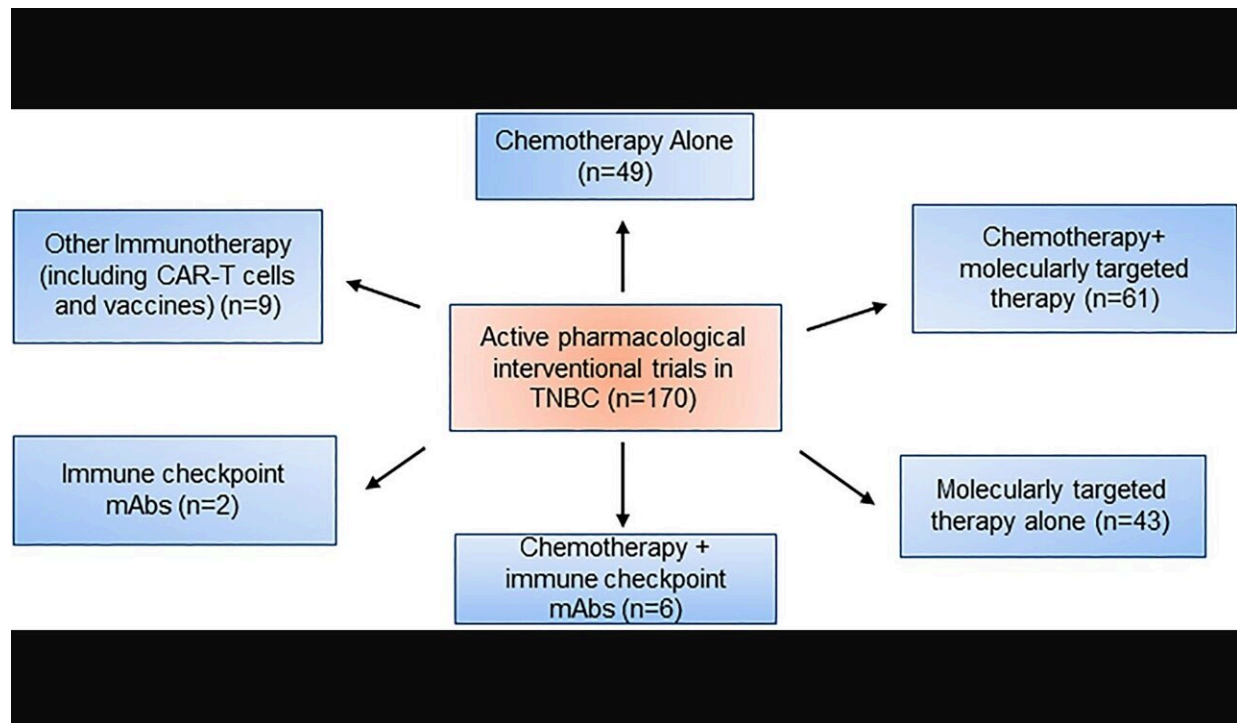 Chemotherapy Alone
(n=49)
Other Immunotherapy
(including CAR-T cells
and vaccines) (n=9)
Chemotherapy+
molecularly targeted
therapy (n=61)
Active pharmacological
interventional trials in
TNBC (n=170)
Immune checkpoint
mAbs (n=2)
Molecularly targeted
therapy alone (n=43)
Chemotherapy +
immune checkpoint
mAbs (n=6)